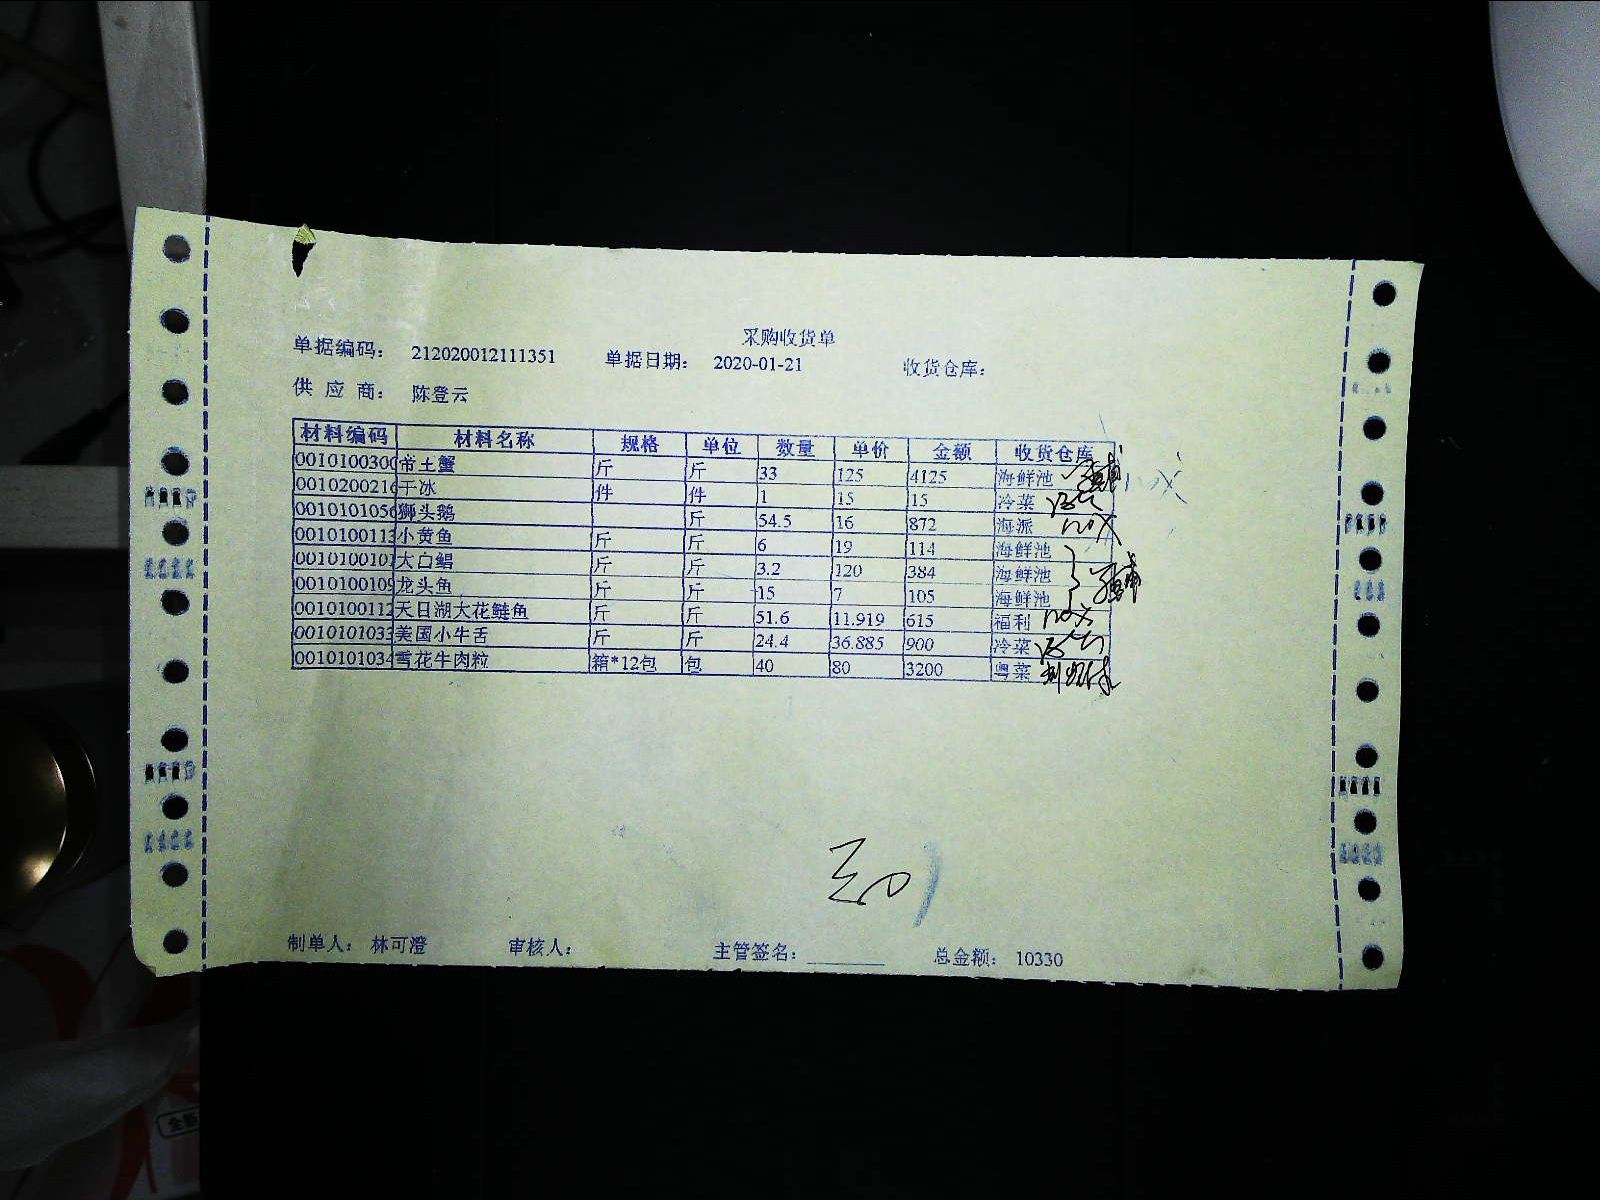 采购收货单
单据编码: 212020012111351 单据日期: 2020-01-21 收货仓库:
供 应 商: 陈登云
材料编码 材料名称 规格 单位 数量 单价 金额 收货仓库
0010100300 帝王蟹 斤 斤 33 125 4125 海鲜池
0010200216 干冰 件 件 1 15 15 冷菜
0010101056 狮头鹅 斤 54.5 16 872 海派
0010100113 小黄鱼 斤 斤 6 19 114 海鲜池
0010100101 大白鲳 斤 斤 3.2 120 384 海鲜池
0010100109 龙头鱼 斤 斤 15 7 105 海鲜池
0010100112 天目湖大花鲢鱼 斤 斤 51.6 11.919 615 福利
0010101033 美国小牛舌 斤 斤 24.4 36.885 900 冷菜
0010101034 雪花牛肉粒 箱*12包 包 40 80 3200 粤菜
制单人: 林可澄 审核人: 主管签名: 总金额: 10330